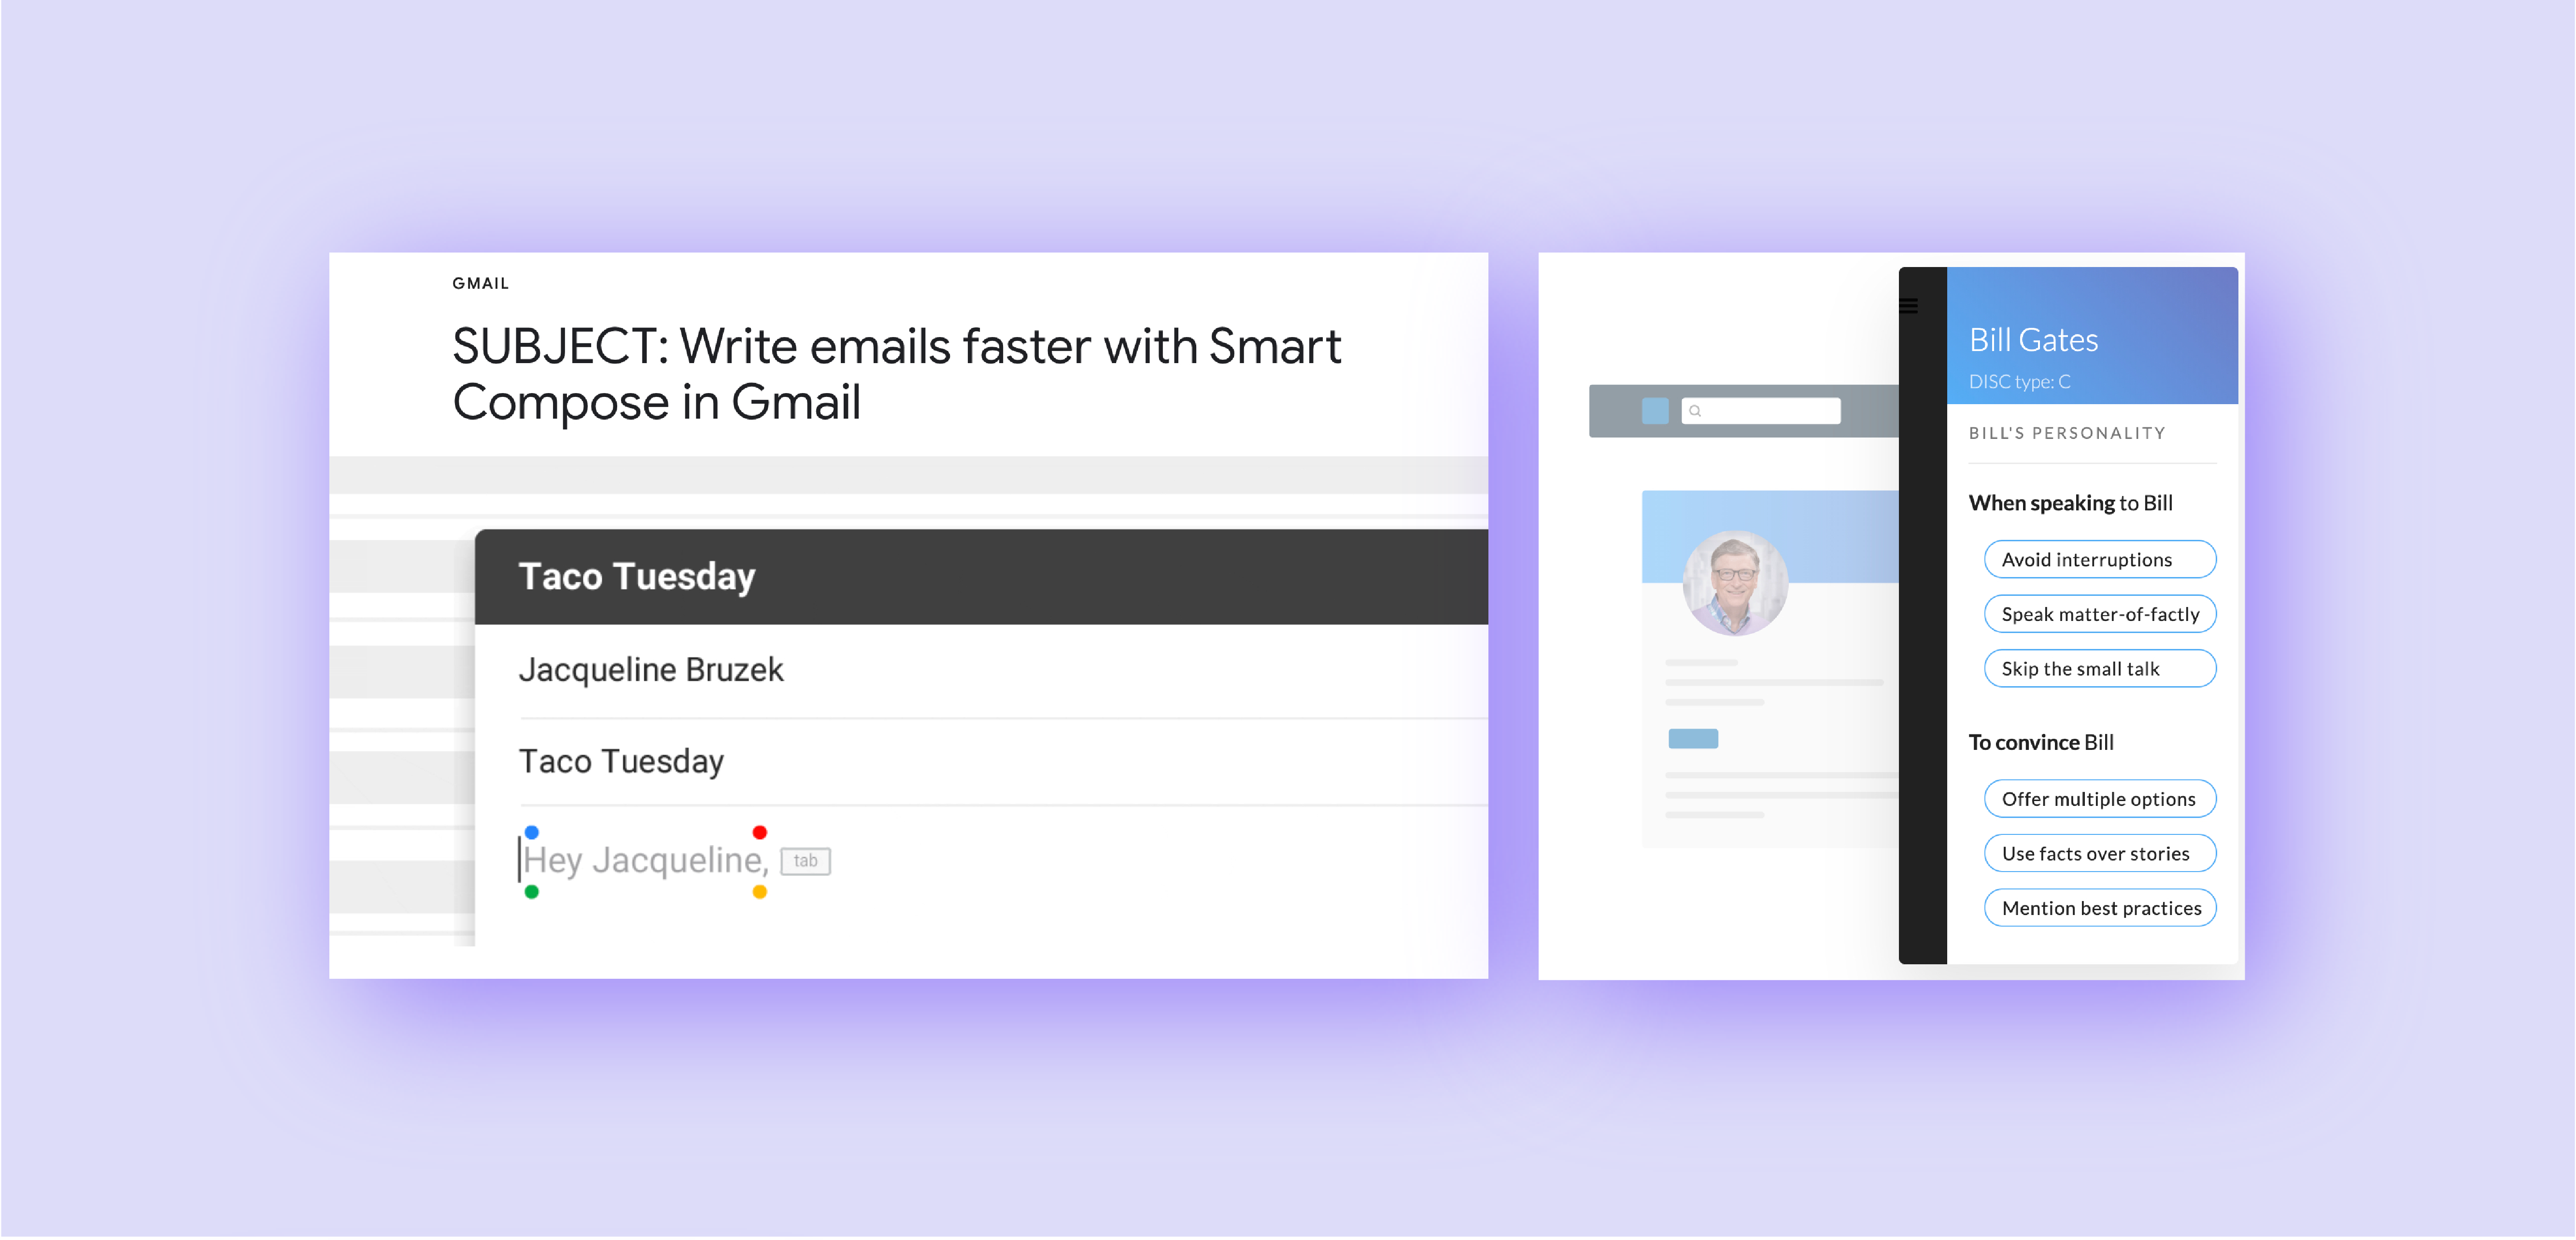 GMAIL
SUBJECT: Write emails faster with Smart
Compose in Gmail
Taco Tuesday
Jacqueline Bruzek
Taco Tuesday
Hey Jacqueline, tab
Bill Gates
DISC type: C
BILL'S PERSONALITY
When speaking to Bill
Avoid interruptions
Speak matter-of-factly
Skip the small talk
To convince Bill
Offer multiple options
Use facts over stories
Mention best practices